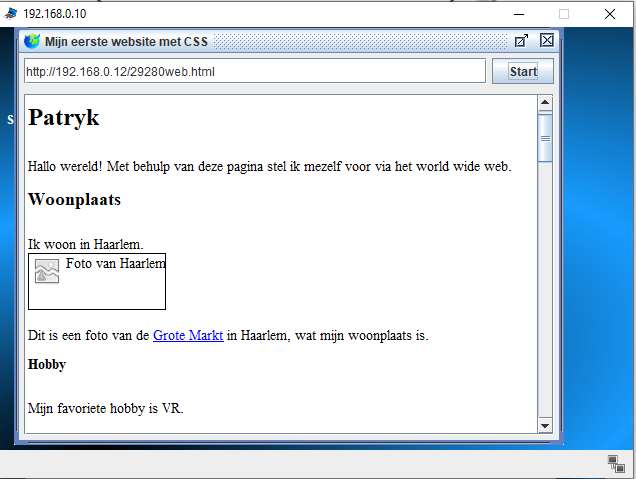 192.168.0.10
Mijn eerste website met CSS
http://192.168.0.12/29280web.html
Start
S
Patryk
Hallo wereld! Met behulp van deze pagina stel ik mezelf voor via het world wide web.
Woonplaats
Ik woon in Haarlem.
Foto van Haarlem
Dit is een foto van de Grote Markt in Haarlem, wat mijn woonplaats is.
Hobby
Mijn favoriete hobby is VR.